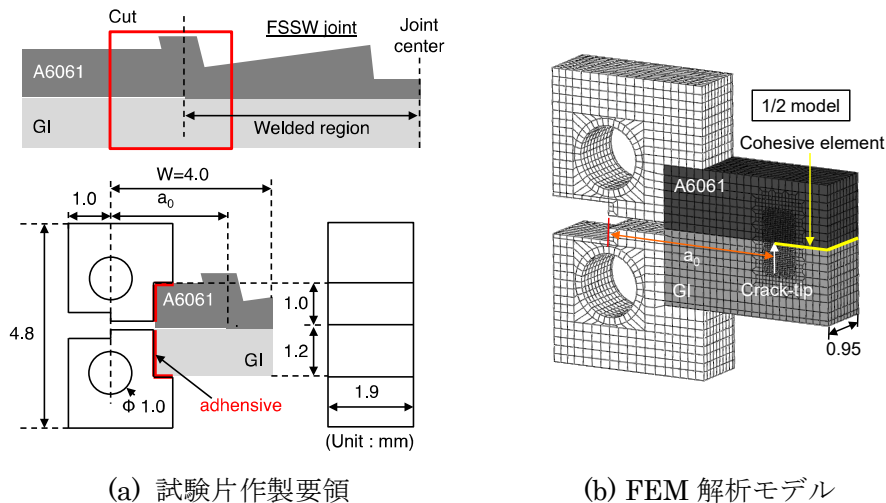 Cut
FSSW joint
Joint
center
A6061
GI
Welded region
W=4.0
1.0
a₀
A6061
1.0
4.8
GI
1.2
Φ 1.0
adhensive
1.9
(Unit : mm)
(a) 試験片作製要領
1/2 model
Cohesive element
A6061
a₀
GI
Crack-tip
0.95
(b) FEM 解析モデル